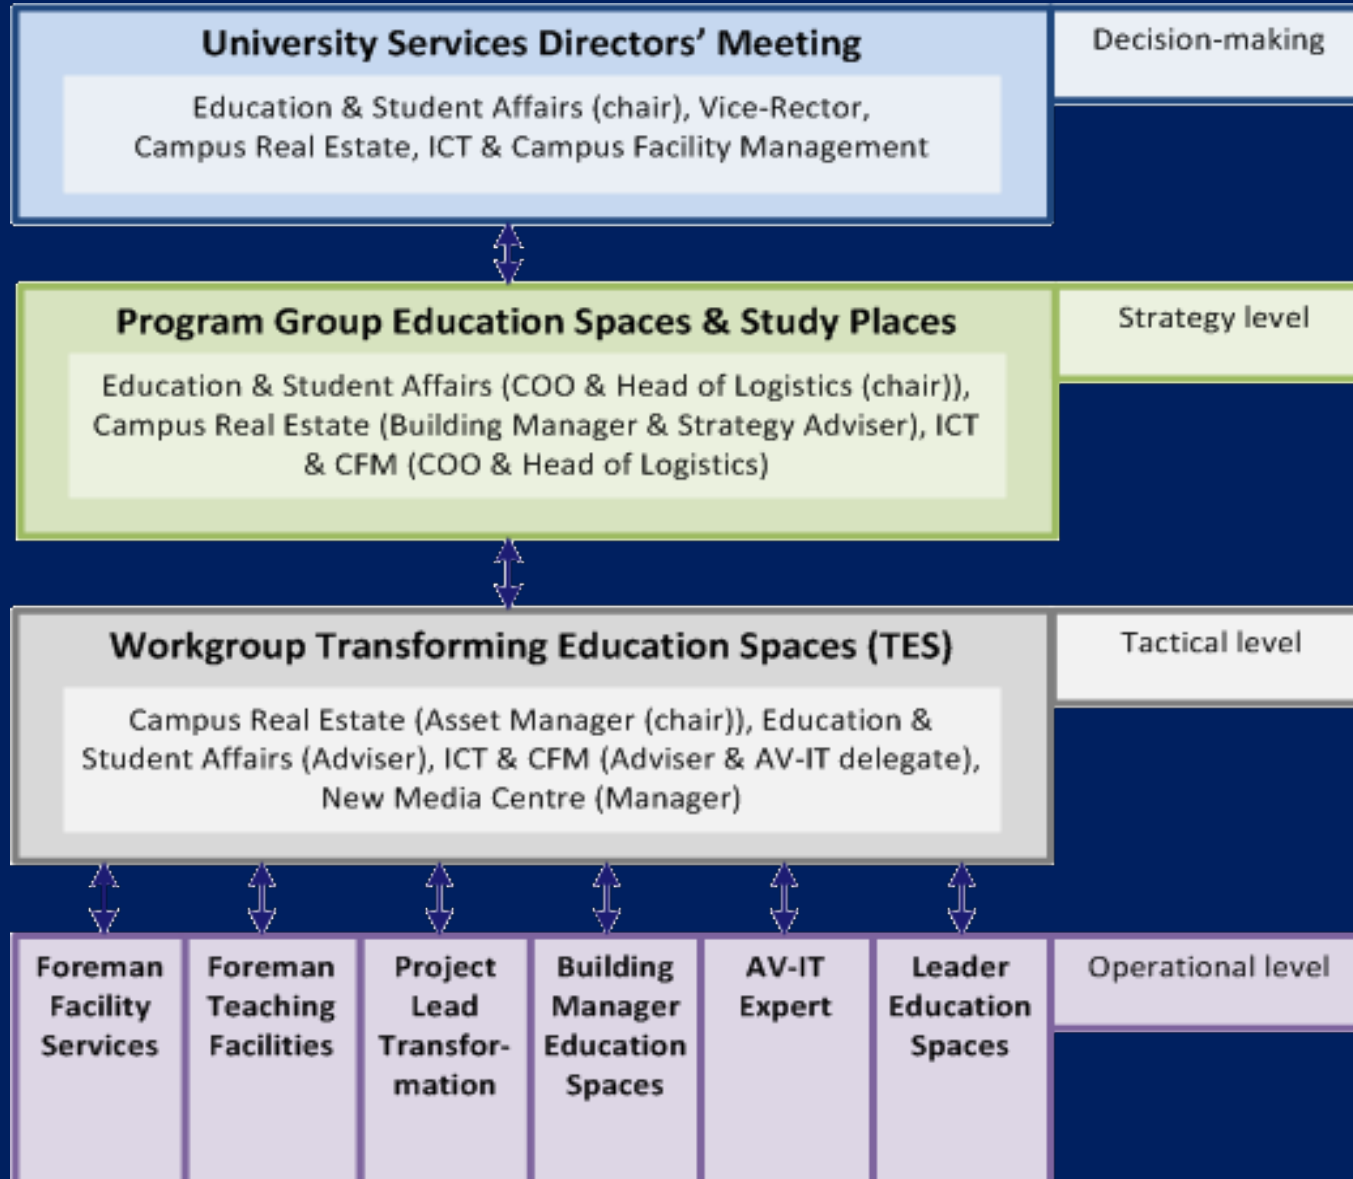 University Services Directors’ Meeting
Decision-making
Education & Student Affairs (chair), Vice-Rector,
Campus Real Estate, ICT & Campus Facility Management
Program Group Education Spaces & Study Places
Strategy level
Education & Student Affairs (COO & Head of Logistics (chair)),
Campus Real Estate (Building Manager & Strategy Adviser), ICT
& CFM (COO & Head of Logistics)
Workgroup Transforming Education Spaces (TES)
Tactical level
Campus Real Estate (Asset Manager (chair)), Education &
Student Affairs (Adviser), ICT & CFM (Adviser & AV-IT delegate),
New Media Centre (Manager)
Foreman
Facility
Services
Foreman
Teaching
Facilities
Project
Lead
Transfor-
mation
Building
Manager
Education
Spaces
AV-IT
Expert
Leader
Education
Spaces
Operational level